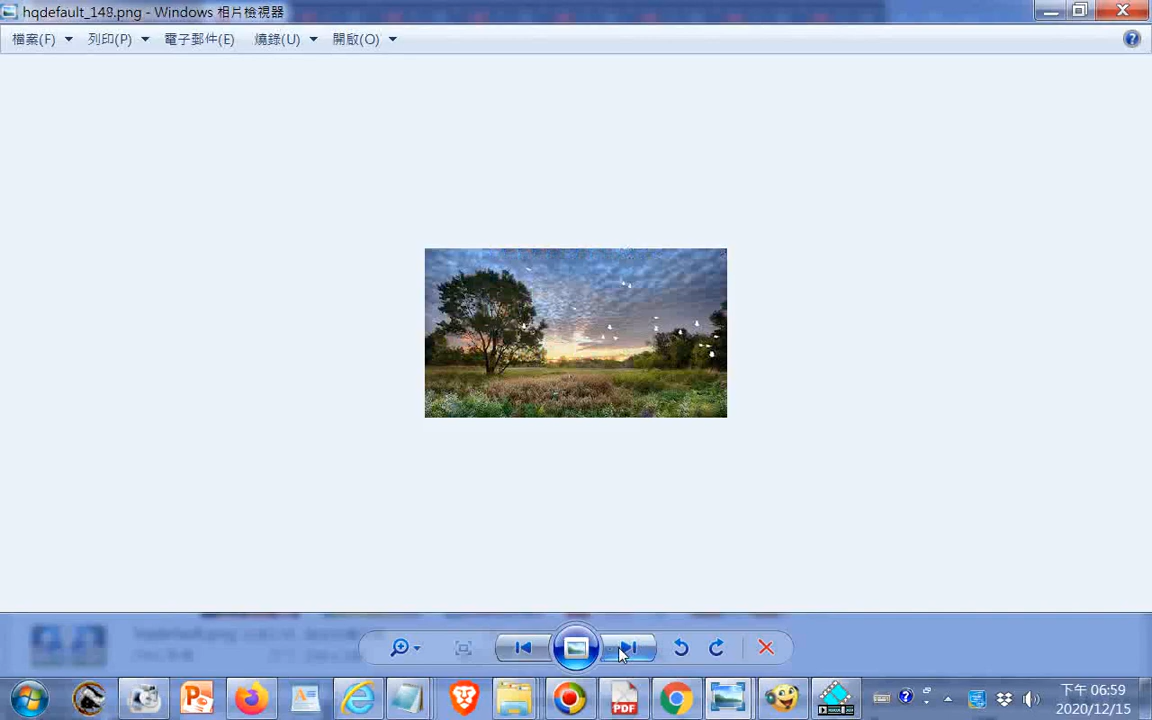 hqdefault_148.png - Windows 相片檢視器
檔案(F) 列印(P) 電子郵件(E) 燒錄(U) 開啟(O)
PDF
下午 06:59
2020/12/15